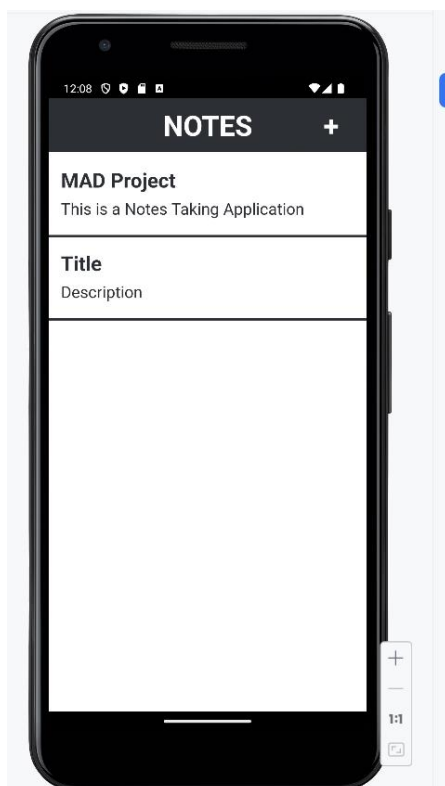 12:08
NOTES +
MAD Project
This is a Notes Taking Application
Title
Description
1:1